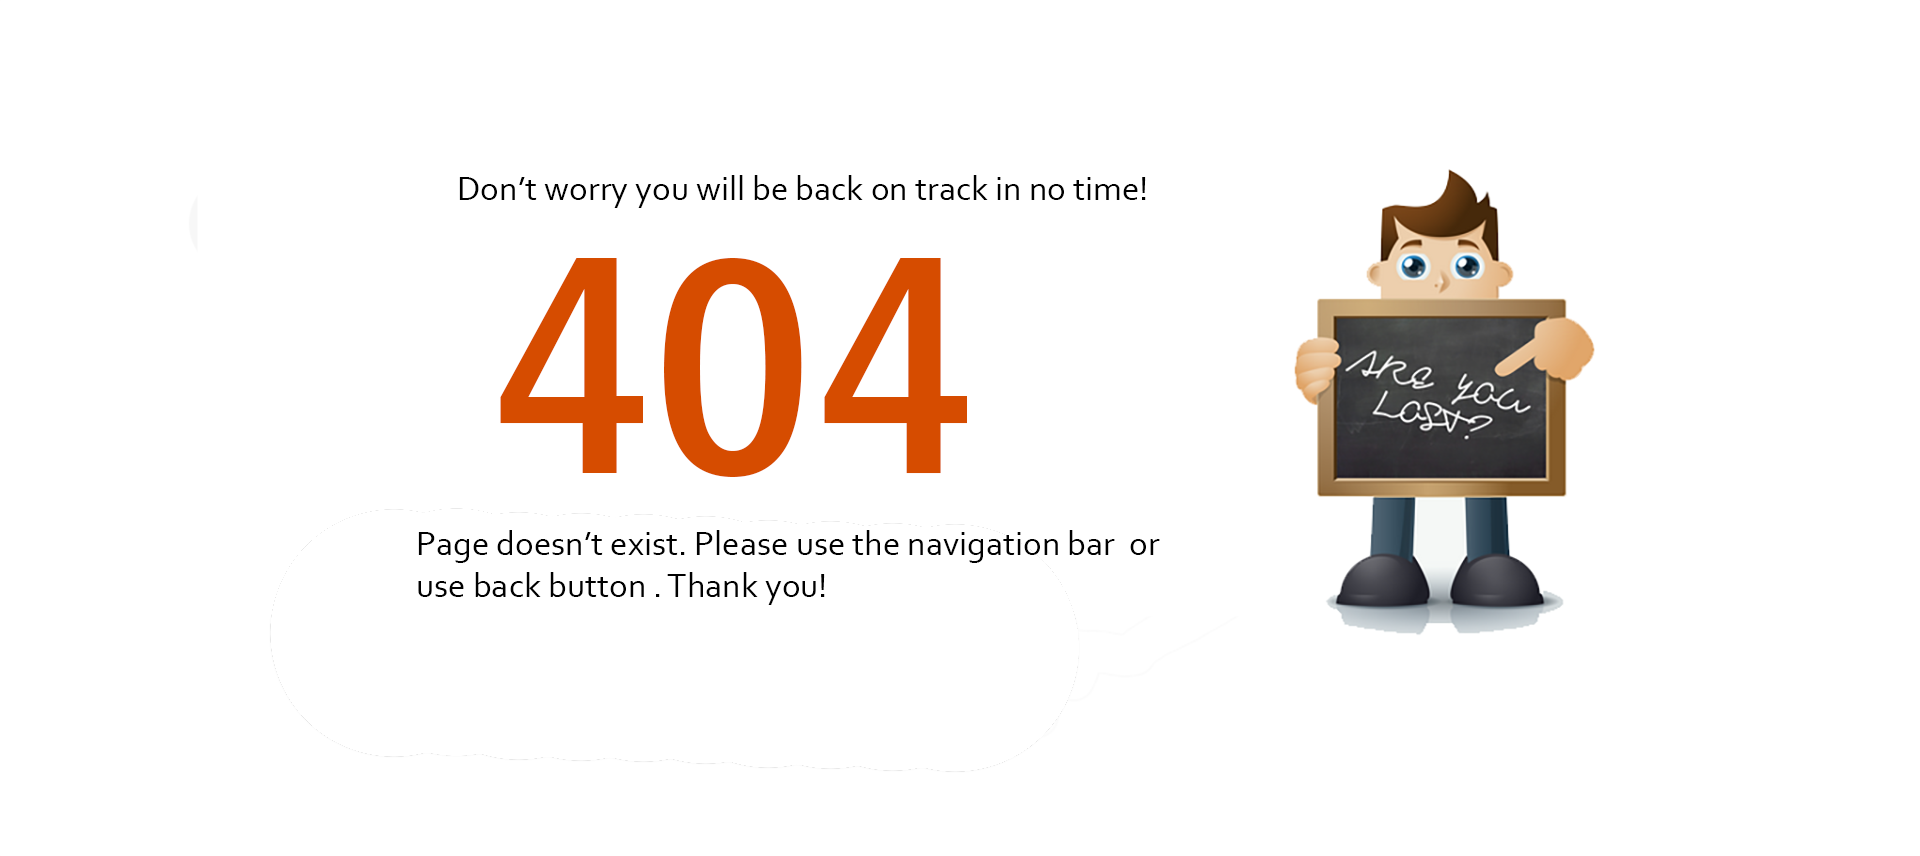 Don’t worry you will be back on track in no time!
404
Page doesn’t exist. Please use the navigation bar  or
use back button . Thank you!
ARE YOU
LOST?